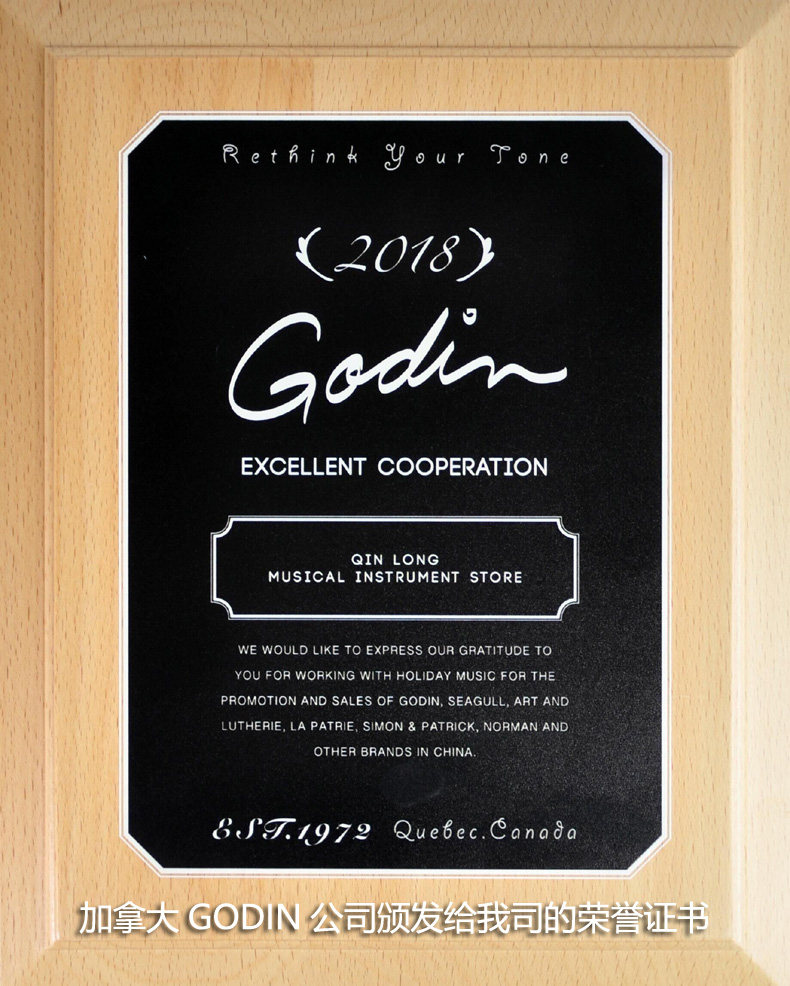 Rethink Your Tone
2018
Godin
EXCELLENT COOPERATION
QIN LONG
MUSICAL INSTRUMENT STORE
WE WOULD LIKE TO EXPRESS OUR GRATITUDE TO
YOU FOR WORKING WITH HOLIDAY MUSIC FOR THE
PROMOTION AND SALES OF GODIN, SEAGULL, ART AND
LUTHERIE, LA PATRIE, SIMON & PATRICK, NORMAN AND
OTHER BRANDS IN CHINA.
EST.1972 Quebec.Canada
加拿大 GODIN 公司颁发给我司的荣誉证书